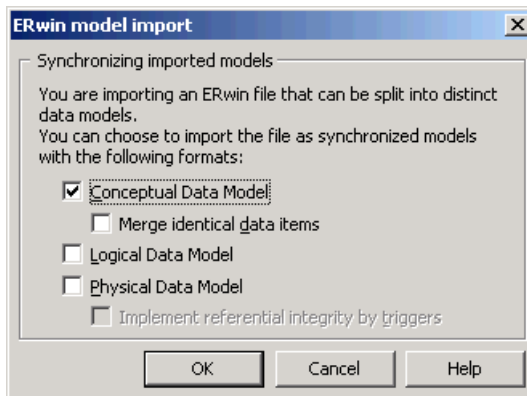 ERwin model import
Synchronizing imported models
You are importing an ERwin file that can be split into distinct
data models.
You can choose to import the file as synchronized models
with the following formats:
Conceptual Data Model
Merge identical data items
Logical Data Model
Physical Data Model
Implement referential integrity by triggers
OK Cancel Help